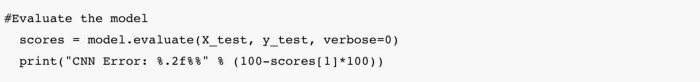 #Evaluate the model
scores = model.evaluate(X_test, y_test, verbose=0)
print("CNN Error: %.2f%%" % (100-scores[1]*100))